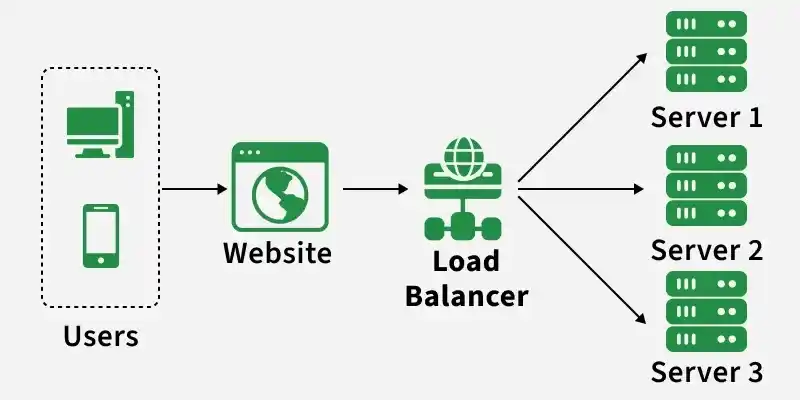 Users
Website
Load
Balancer
Server 1
Server 2
Server 3